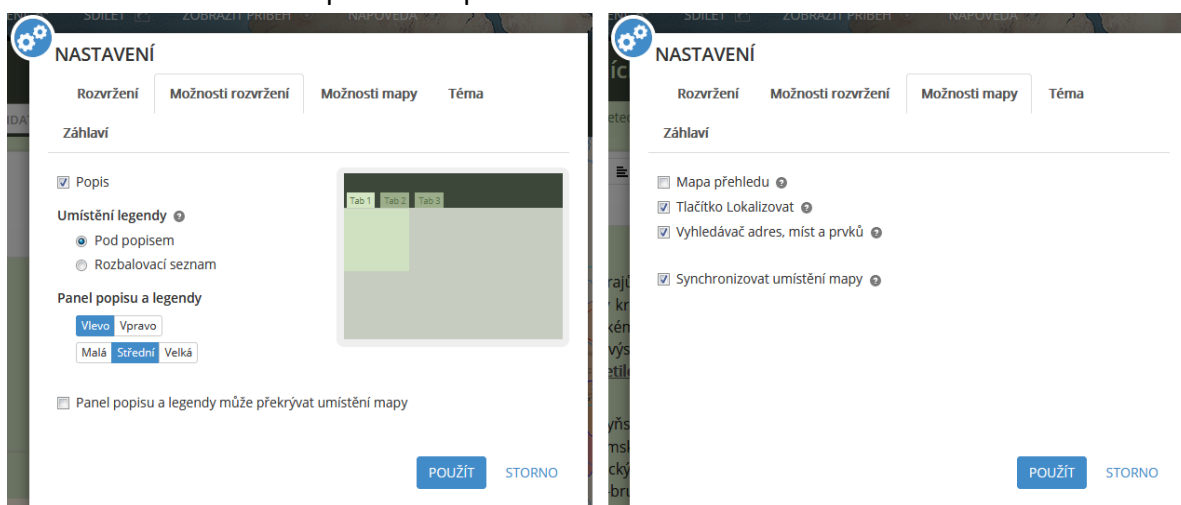 SDÍLET ZOBRAZIT PŘÍBĚH NÁPOVĚDA
NASTAVENÍ
Rozvržení Možnosti rozvržení Možnosti mapy Téma
Záhlaví
Popis
Umístění legendy
Pod popisem
Rozbalovací seznam
Panel popisu a legendy
Vlevo Vpravo
Malá Střední Velká
Panel popisu a legendy může překrývat umístění mapy
Tab 1 Tab 2 Tab 3
POUŽÍT STORNO
SDÍLET ZOBRAZIT PŘÍBĚH NÁPOVĚDA
NASTAVENÍ
Rozvržení Možnosti rozvržení Možnosti mapy Téma
Záhlaví
Mapa přehledu
Tlačítko Lokalizovat
Vyhledávač adres, míst a prvků
Synchronizovat umístění mapy
POUŽÍT STORNO